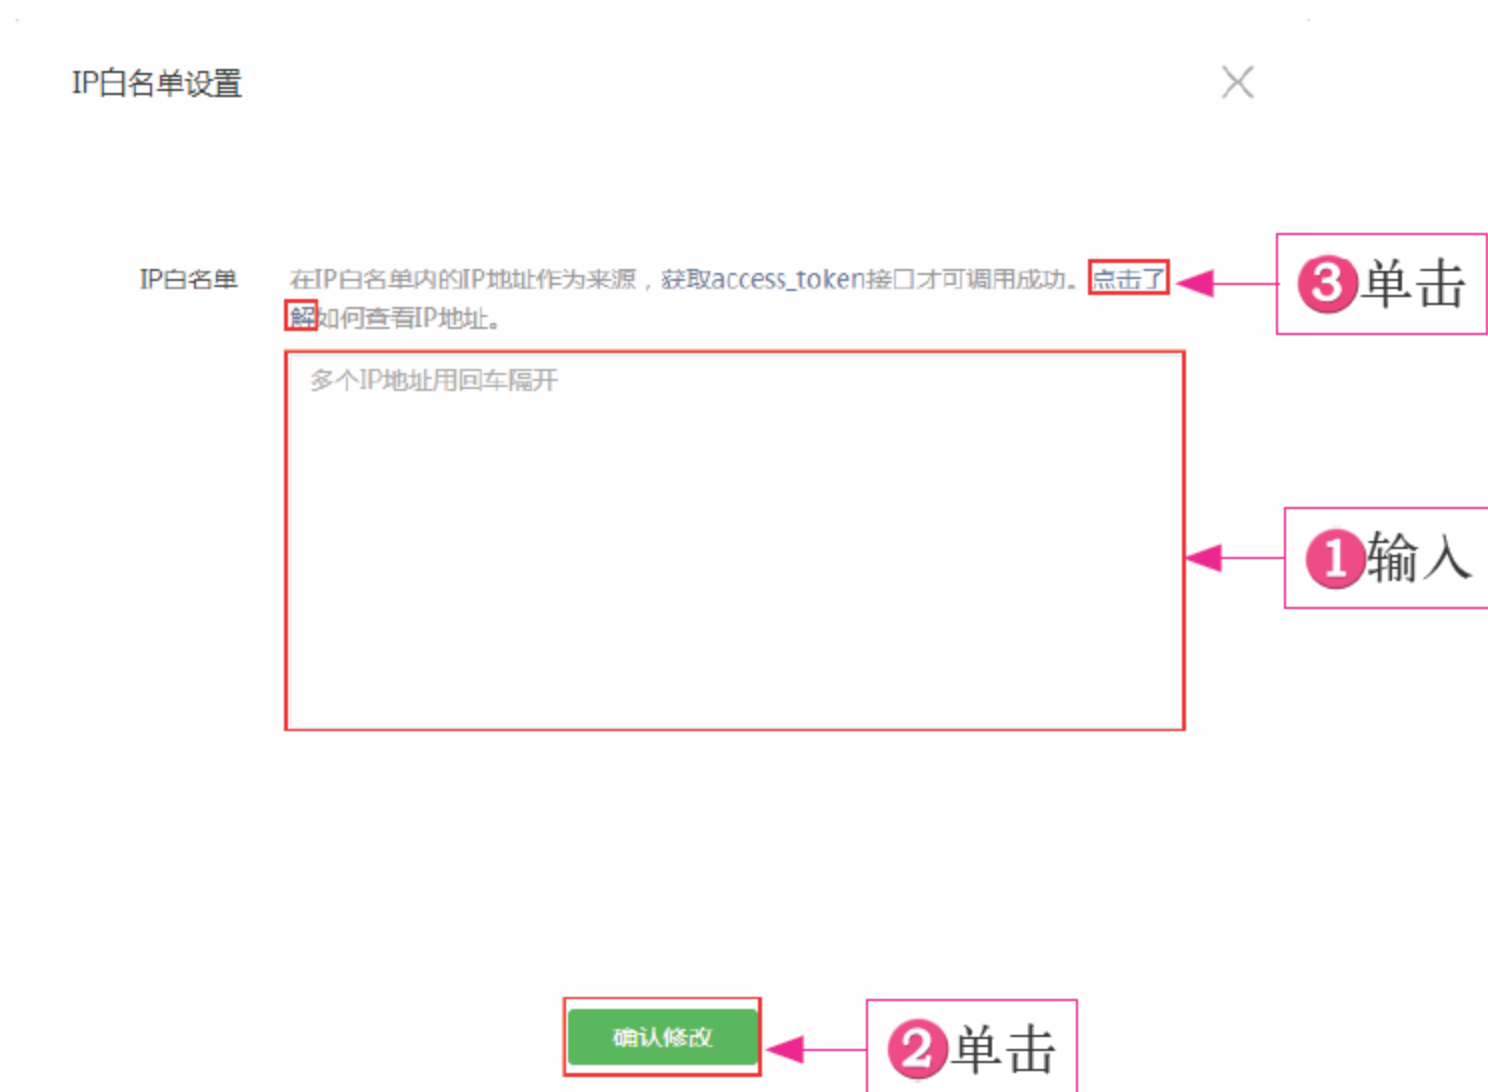 IP白名单设置
IP白名单
在IP白名单内的IP地址作为来源，获取access_token接口才可调用成功。点击了
解如何查看IP地址。
3单击
多个IP地址用回车隔开
1输入
确认修改
2单击